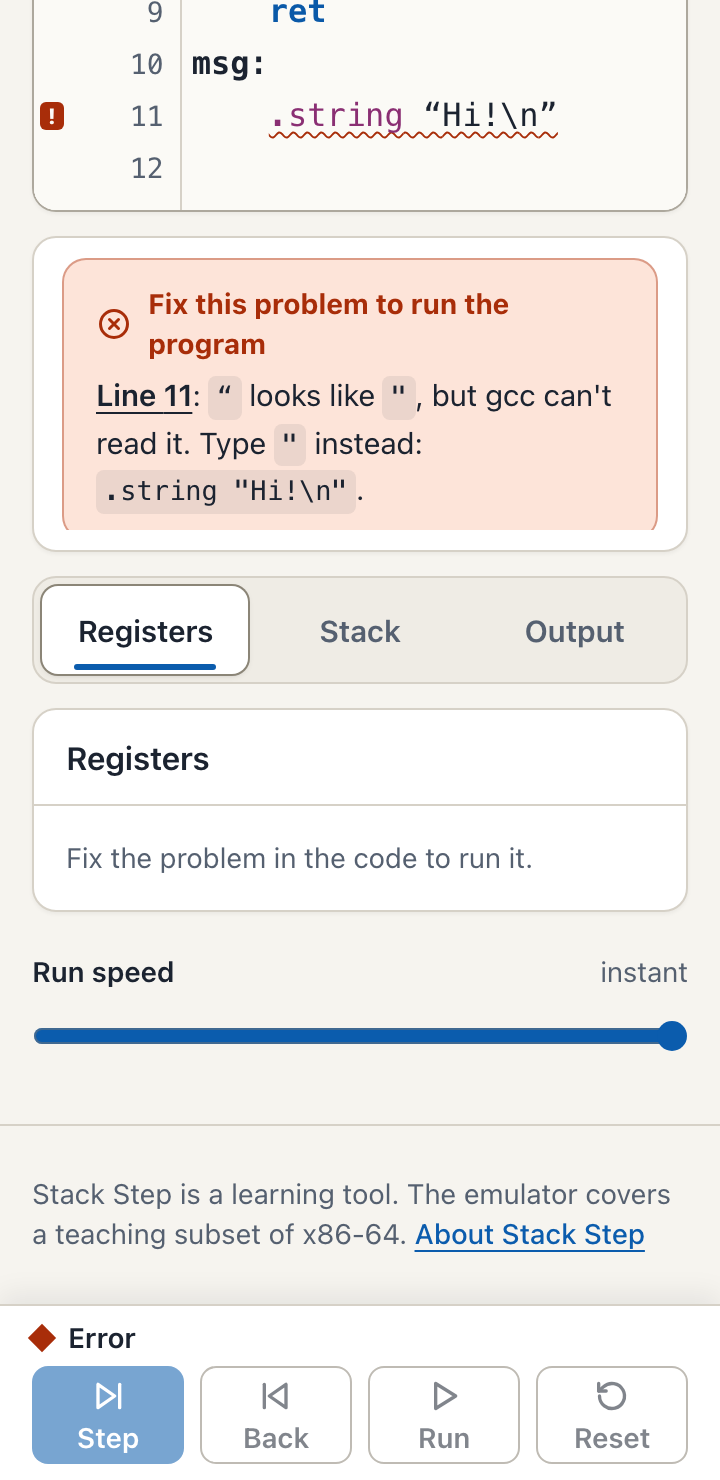 9 ret
10 msg:
! 11 .string “Hi!\n”
12
Fix this problem to run the
program
Line 11: “ looks like ", but gcc can't
read it. Type " instead:
.string "Hi!\n".
Registers Stack Output
Registers
Fix the problem in the code to run it.
Run speed instant
Stack Step is a learning tool. The emulator covers
a teaching subset of x86-64. About Stack Step
Error
Step Back Run Reset